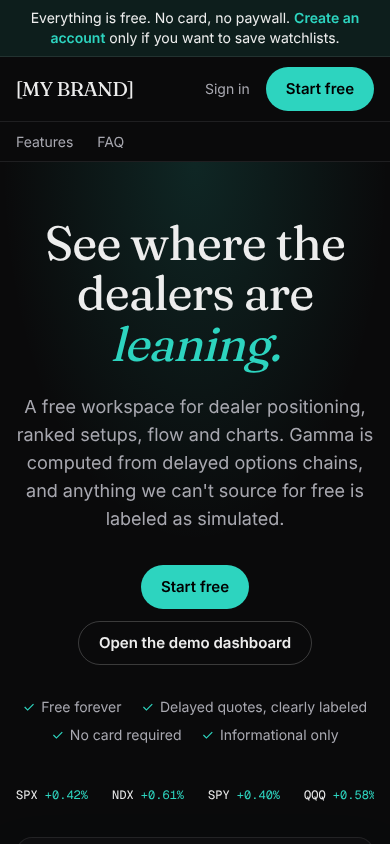 Everything is free. No card, no paywall. Create an
account only if you want to save watchlists.
[MY BRAND]
Sign in
Start free
Features
FAQ
See where the
dealers are
leaning.
A free workspace for dealer positioning,
ranked setups, flow and charts. Gamma is
computed from delayed options chains,
and anything we can't source for free is
labeled as simulated.
Start free
Open the demo dashboard
✓ Free forever ✓ Delayed quotes, clearly labeled
✓ No card required ✓ Informational only
SPX +0.42% NDX +0.61% SPY +0.40% QQQ +0.58%